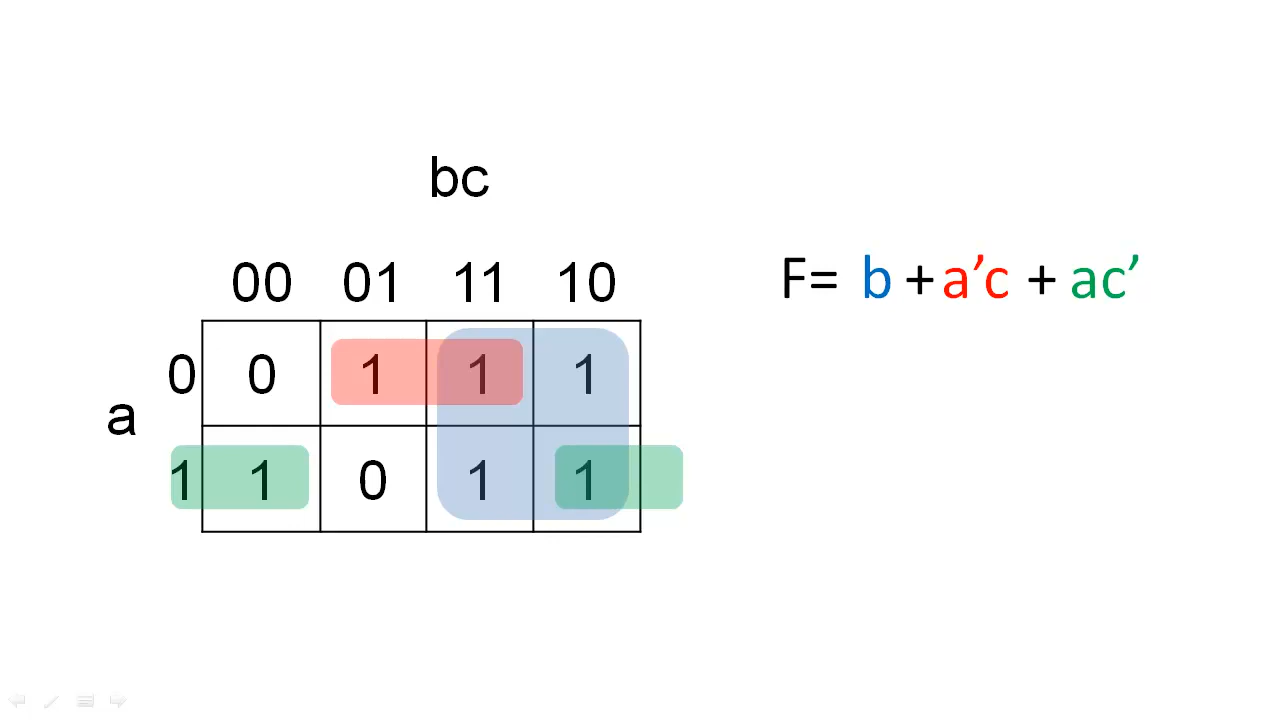 bc
00 01 11 10
F= b + a’c + ac’
0 0 1 1 1
a
1 1 0 1 1